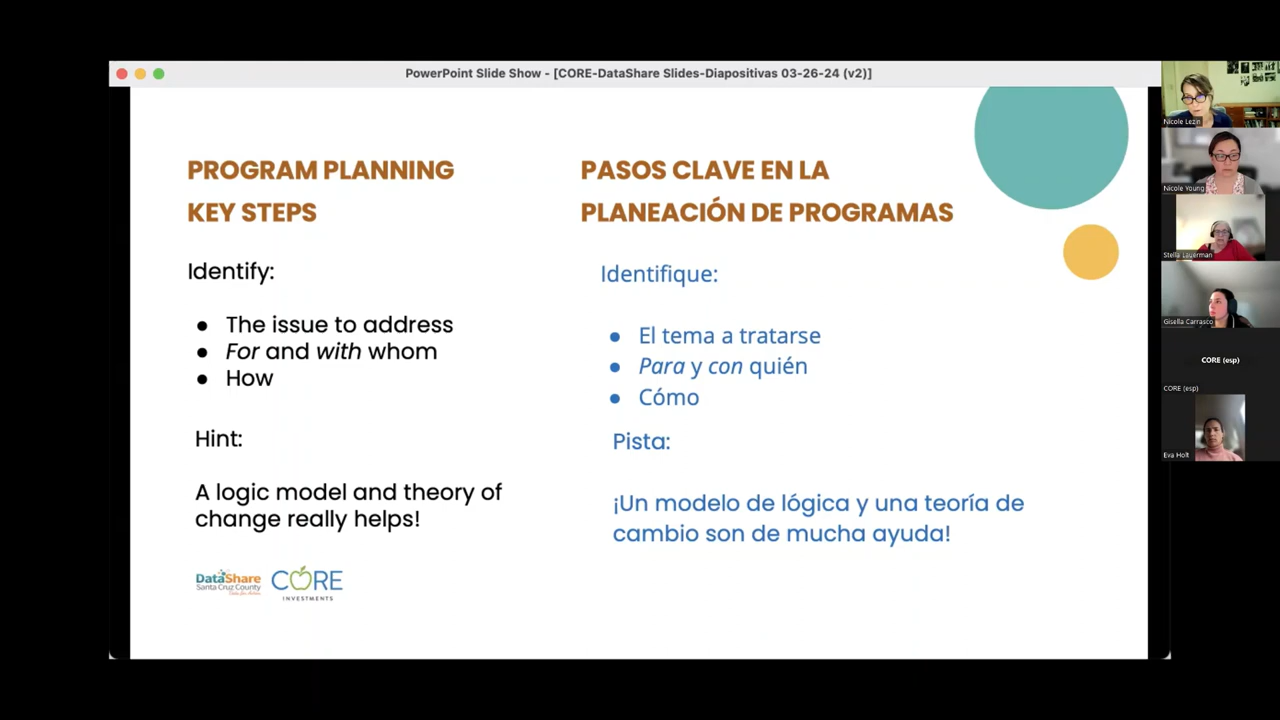 PowerPoint Slide Show - [CORE-DataShare Slides-Diapositivas 03-26-24 (v2)]
PROGRAM PLANNING
KEY STEPS
Identify:
● The issue to address
● For and with whom
● How
Hint:
A logic model and theory of
change really helps!
DataShare
Santa Cruz County
CORE
INVESTMENTS
PASOS CLAVE EN LA
PLANEACIÓN DE PROGRAMAS
Identifique:
● El tema a tratarse
● Para y con quién
● Cómo
Pista:
¡Un modelo de lógica y una teoría de
cambio son de mucha ayuda!
Nicole Lezin
Nicole Young
Stella Lauerman
Gisella Carrasco
CORE (esp)
CORE (esp)
Eva Holt